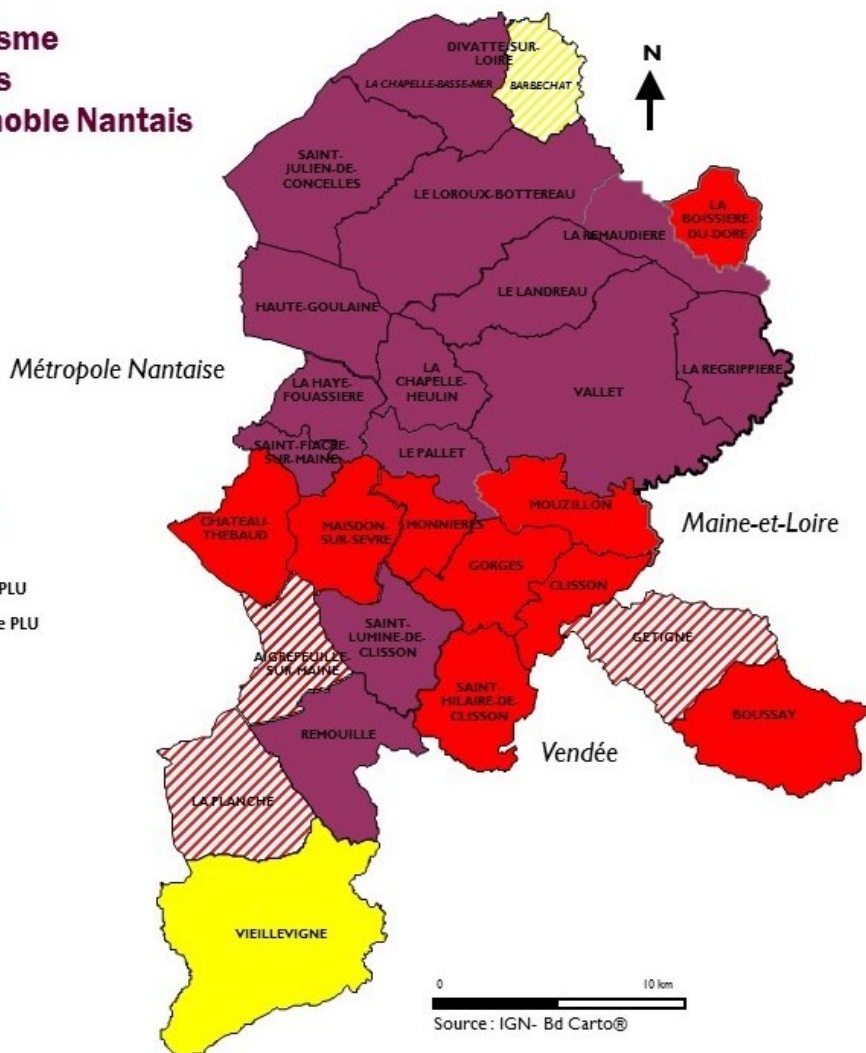 isme
s
noble Nantais
N
DIVATTE-SUR-
LOIRE
LA CHAPELLE-BASSE-MER
BARBECHAT
SAINT-
JULIEN-DE-
CONCELLES
LE LOROUX-BOTTEREAU
LA
BOISSIERE-
DU-DORE
LA REMAUDIERE
LE LANDREAU
HAUTE-GOULAINE
Métropole Nantaise
LA HAYE-
FOUASSIERE
LA
CHAPELLE-
HEULIN
VALLET
LA REGRIPPIERE
SAINT-FIACRE-
SUR-MAINE
LE PALLET
CHATEAU-
THEBAUD
MAISDON-
SUR-SEVRE
MONNIERES
MOUZILLON
Maine-et-Loire
GORGES
CLISSON
PLU
e PLU
SAINT-
LUMINE-DE-
CLISSON
GETIGNE
AIGREFEUILLE-
SUR-MAINE
SAINT-
HILAIRE-DE-
CLISSON
BOUSSAY
REMOUILLE
Vendée
LA PLANCHE
VIEILLEVIGNE
0 10 km
Source : IGN- Bd Carto®